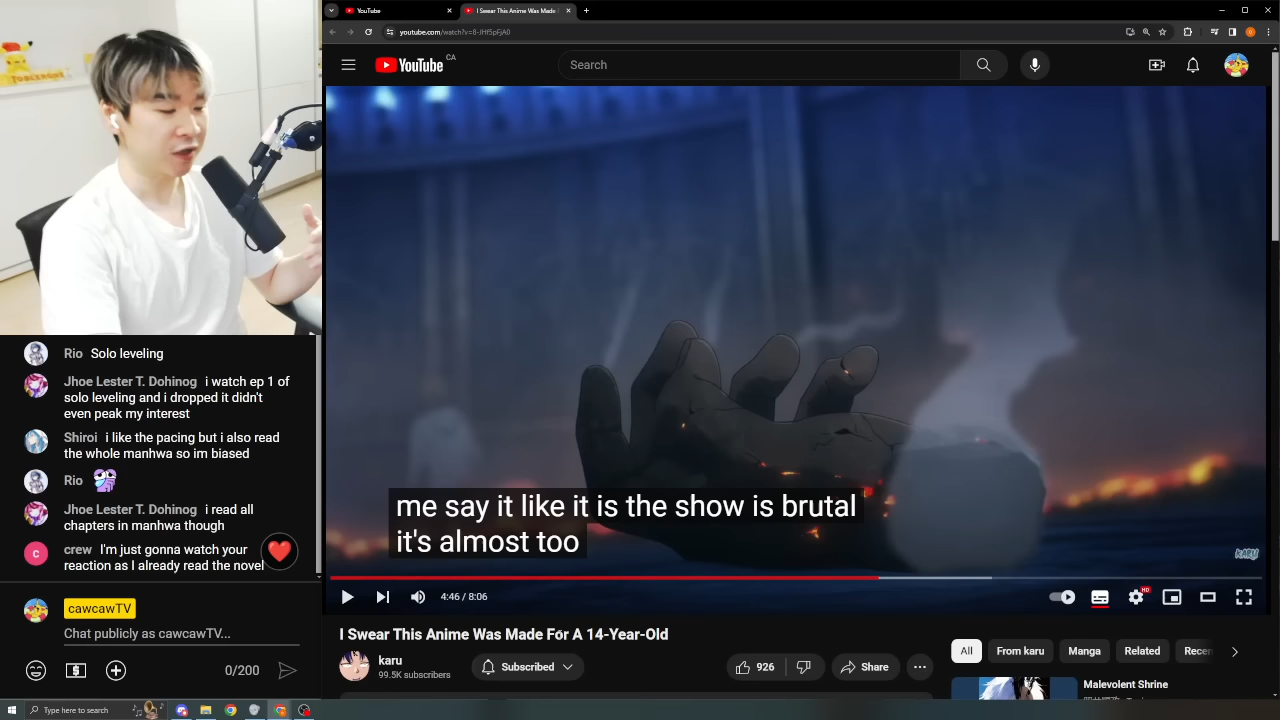 YouTube
I Swear This Anime Was Made
youtube.com/watch?v=8-JHf5pFjA0
YouTube CA
Search
me say it like it is the show is brutal
it's almost too
KARU
4:46 / 8:06
HD
I Swear This Anime Was Made For A 14-Year-Old
karu
99.5K subscribers
Subscribed
926
Share
All
From karu
Manga
Related
Recen
Malevolent Shrine
Rio Solo leveling
Jhoe Lester T. Dohinog i watch ep 1 of
solo leveling and i dropped it didn't
even peak my interest
Shiroi i like the pacing but i also read
the whole manhwa so im biased
Rio
Jhoe Lester T. Dohinog i read all
chapters in manhwa though
c crew I'm just gonna watch your
reaction as I already read the novel
cawcawTV
Chat publicly as cawcawTV...
0/200
Type here to search